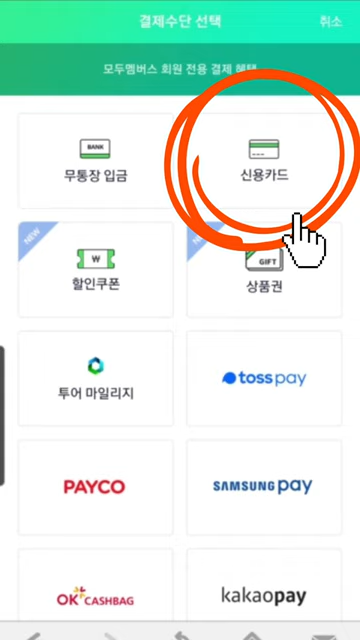 결제수단 선택
취소
모두멤버스 회원 전용 결제 혜택
BANK
무통장 입금
신용카드
NEW
₩
할인쿠폰
NEW
GIFT
상품권
투어 마일리지
toss pay
PAYCO
SAMSUNG pay
OK CASHBAG
kakaopay